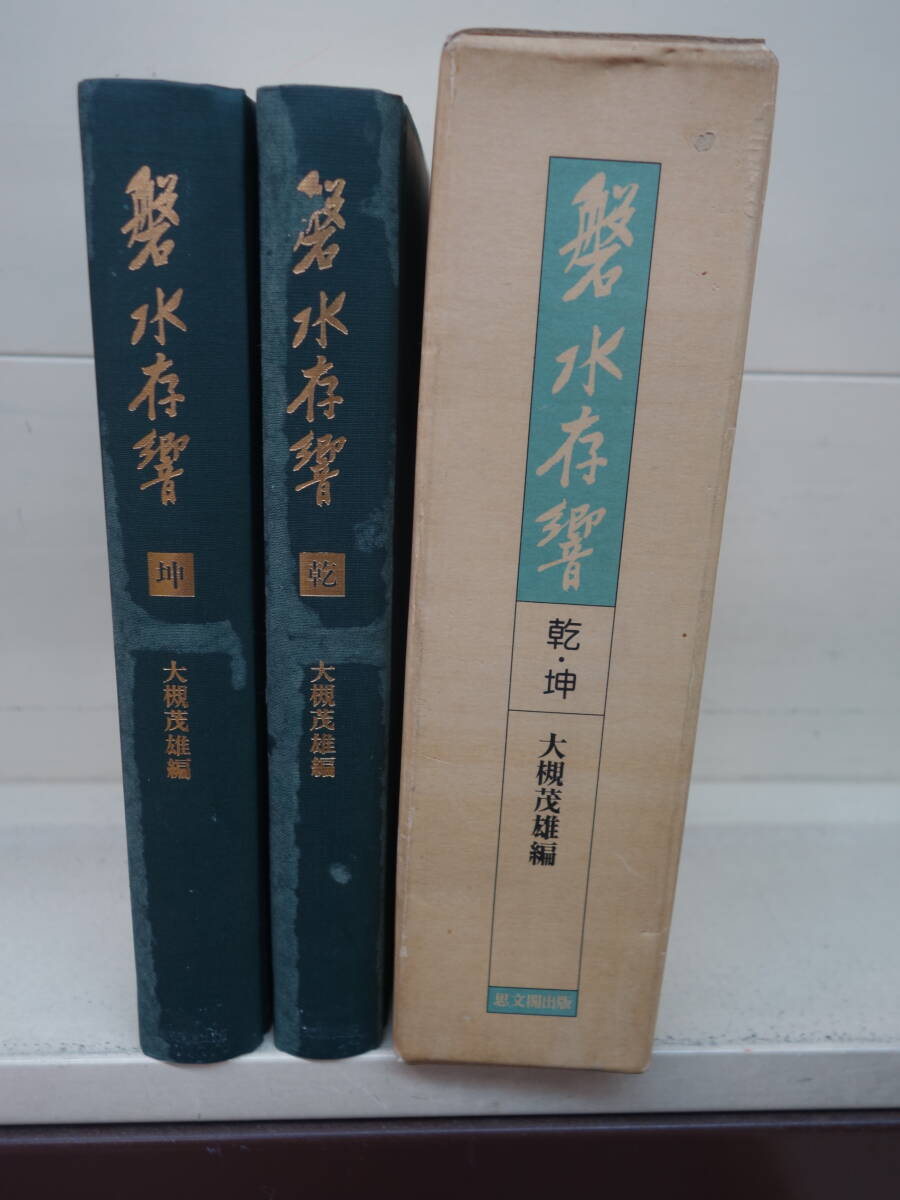 磐水存響
坤
大槻茂雄編
磐水存響
乾
大槻茂雄編
磐水存響
乾・坤
大槻茂雄編
思文閣出版